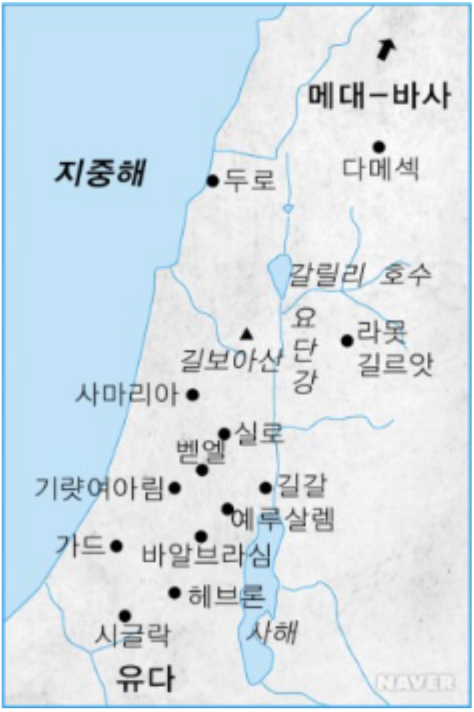 메대-바사
지중해
다메섹
두로
갈릴리 호수
요
단
강
라못
길르앗
길보아산
사마리아
실로
벧엘
기럇여아림
길갈
예루살렘
가드
바알브라심
헤브론
시글락
사해
유다
NAVER